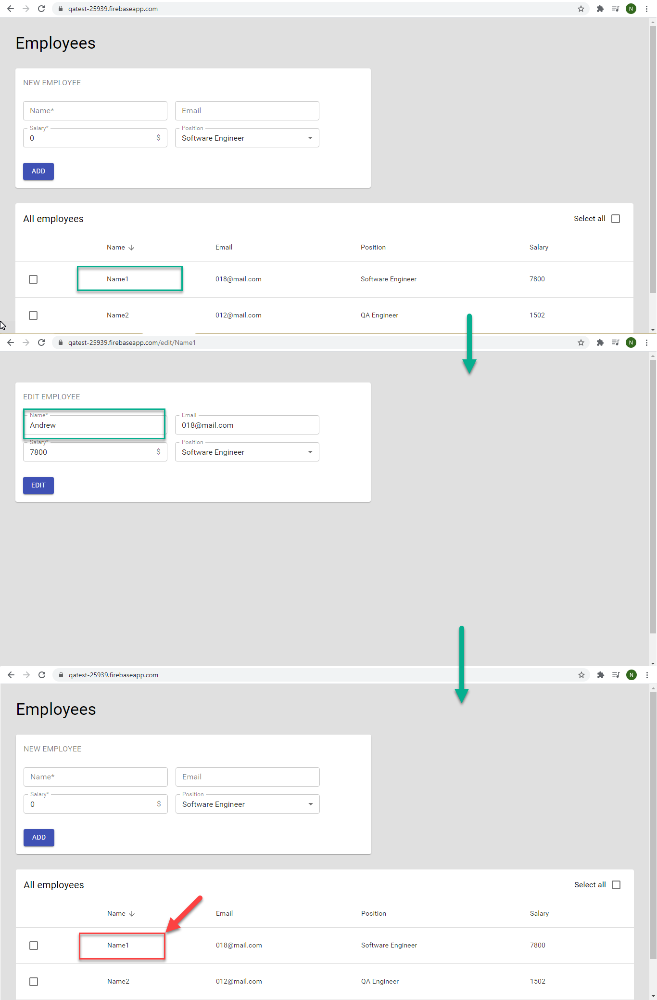 qatest-25939.firebaseapp.com
N
Employees
NEW EMPLOYEE
Name*
Email
Salary*
0 $
Position
Software Engineer
ADD
All employees
Select all
Name Email Position Salary
Name1 018@mail.com Software Engineer 7800
Name2 012@mail.com QA Engineer 1502
qatest-25939.firebaseapp.com/edit/Name1
N
EDIT EMPLOYEE
Name*
Andrew
Email
018@mail.com
Salary*
7800 $
Position
Software Engineer
EDIT
qatest-25939.firebaseapp.com
N
Employees
NEW EMPLOYEE
Name*
Email
Salary*
0 $
Position
Software Engineer
ADD
All employees
Select all
Name Email Position Salary
Name1 018@mail.com Software Engineer 7800
Name2 012@mail.com QA Engineer 1502